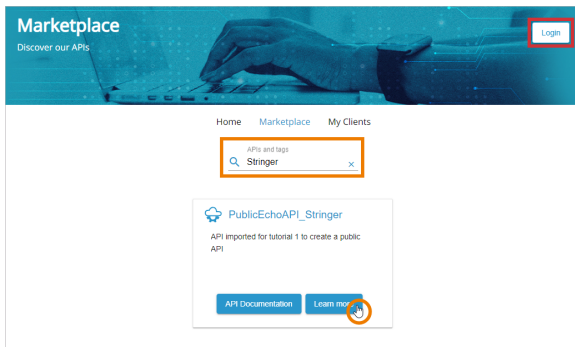 Marketplace
Login
Discover our APIs
Home Marketplace My Clients
APIs and tags
Stringer x
PublicEchoAPI_Stringer
API imported for tutorial 1 to create a public
API
API Documentation Learn more